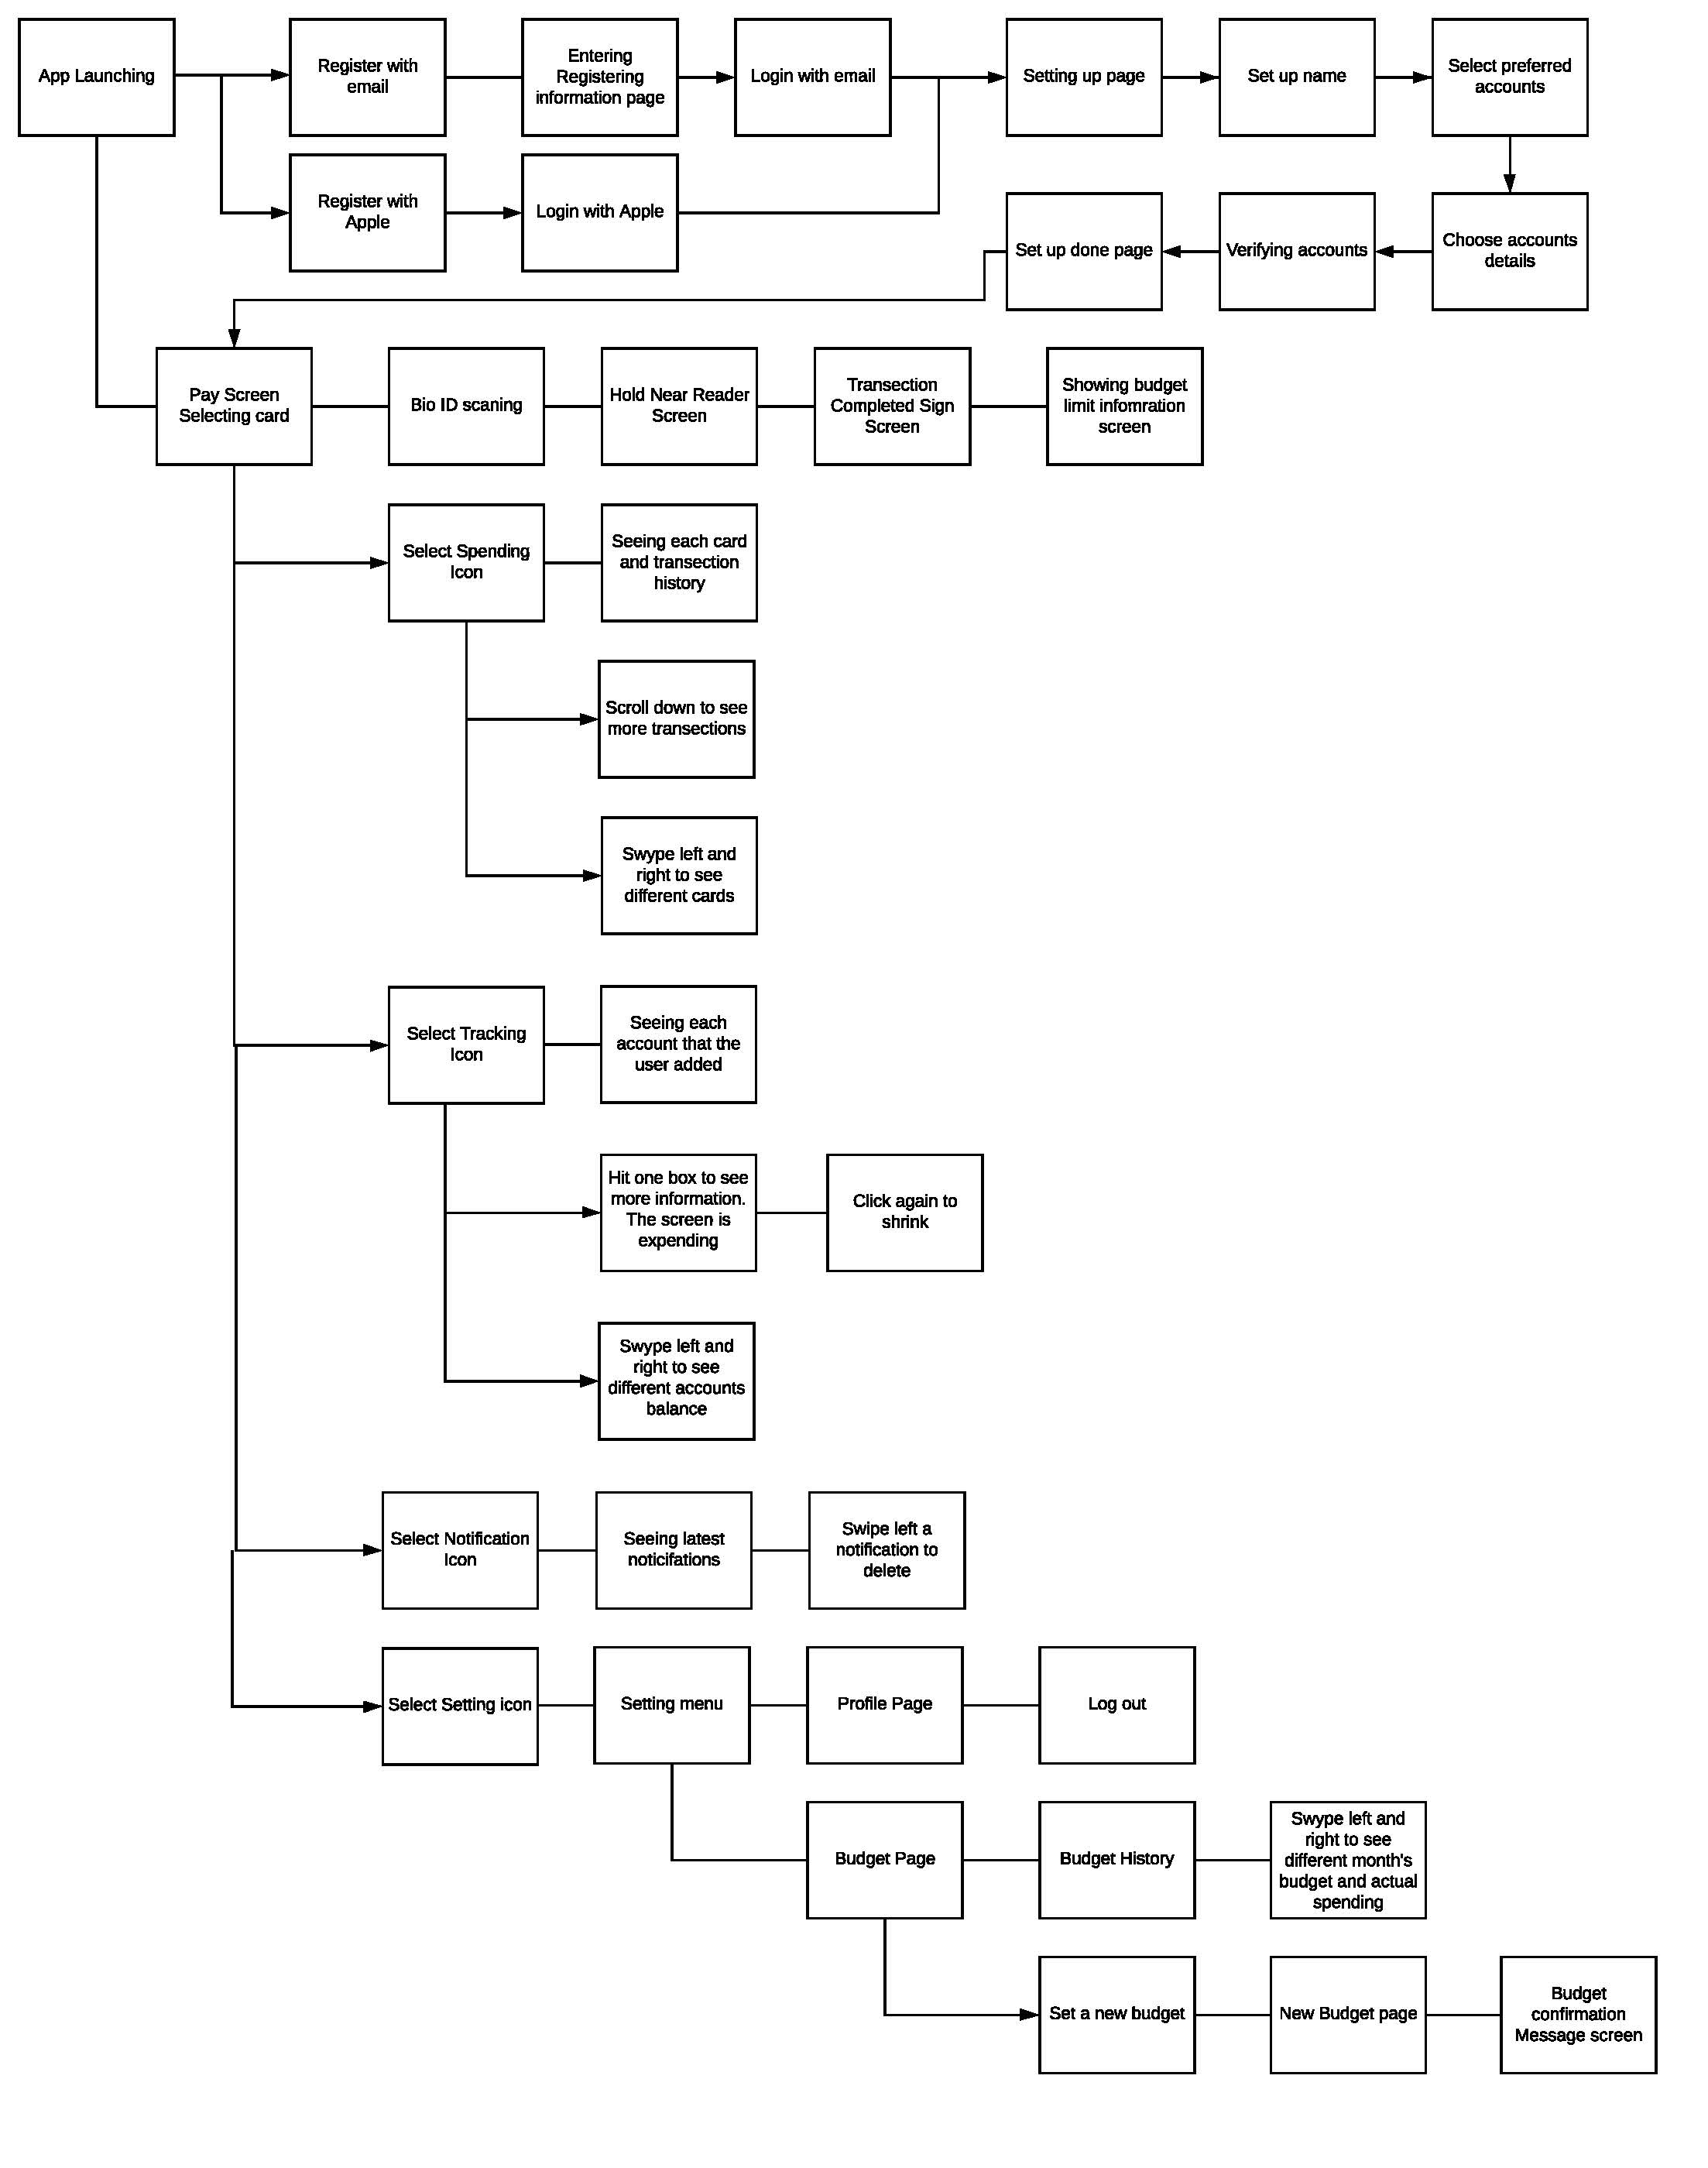 App Launching
Register with
email
Entering
Registering
information page
Login with email
Setting up page
Set up name
Select preferred
accounts
Register with
Apple
Login with Apple
Set up done page
Verifying accounts
Choose accounts
details
Pay Screen
Selecting card
Bio ID scaning
Hold Near Reader
Screen
Transection
Completed Sign
Screen
Showing budget
limit infomration
screen
Select Spending
Icon
Seeing each card
and transection
history
Scroll down to see
more transections
Swype left and
right to see
different cards
Select Tracking
Icon
Seeing each
account that the
user added
Hit one box to see
more information.
The screen is
expending
Click again to
shrink
Swype left and
right to see
different accounts
balance
Select Notification
Icon
Seeing latest
noticifations
Swipe left a
notification to
delete
Select Setting icon
Setting menu
Profile Page
Log out
Budget Page
Budget History
Swype left and
right to see
different month's
budget and actual
spending
Set a new budget
New Budget page
Budget
confirmation
Message screen